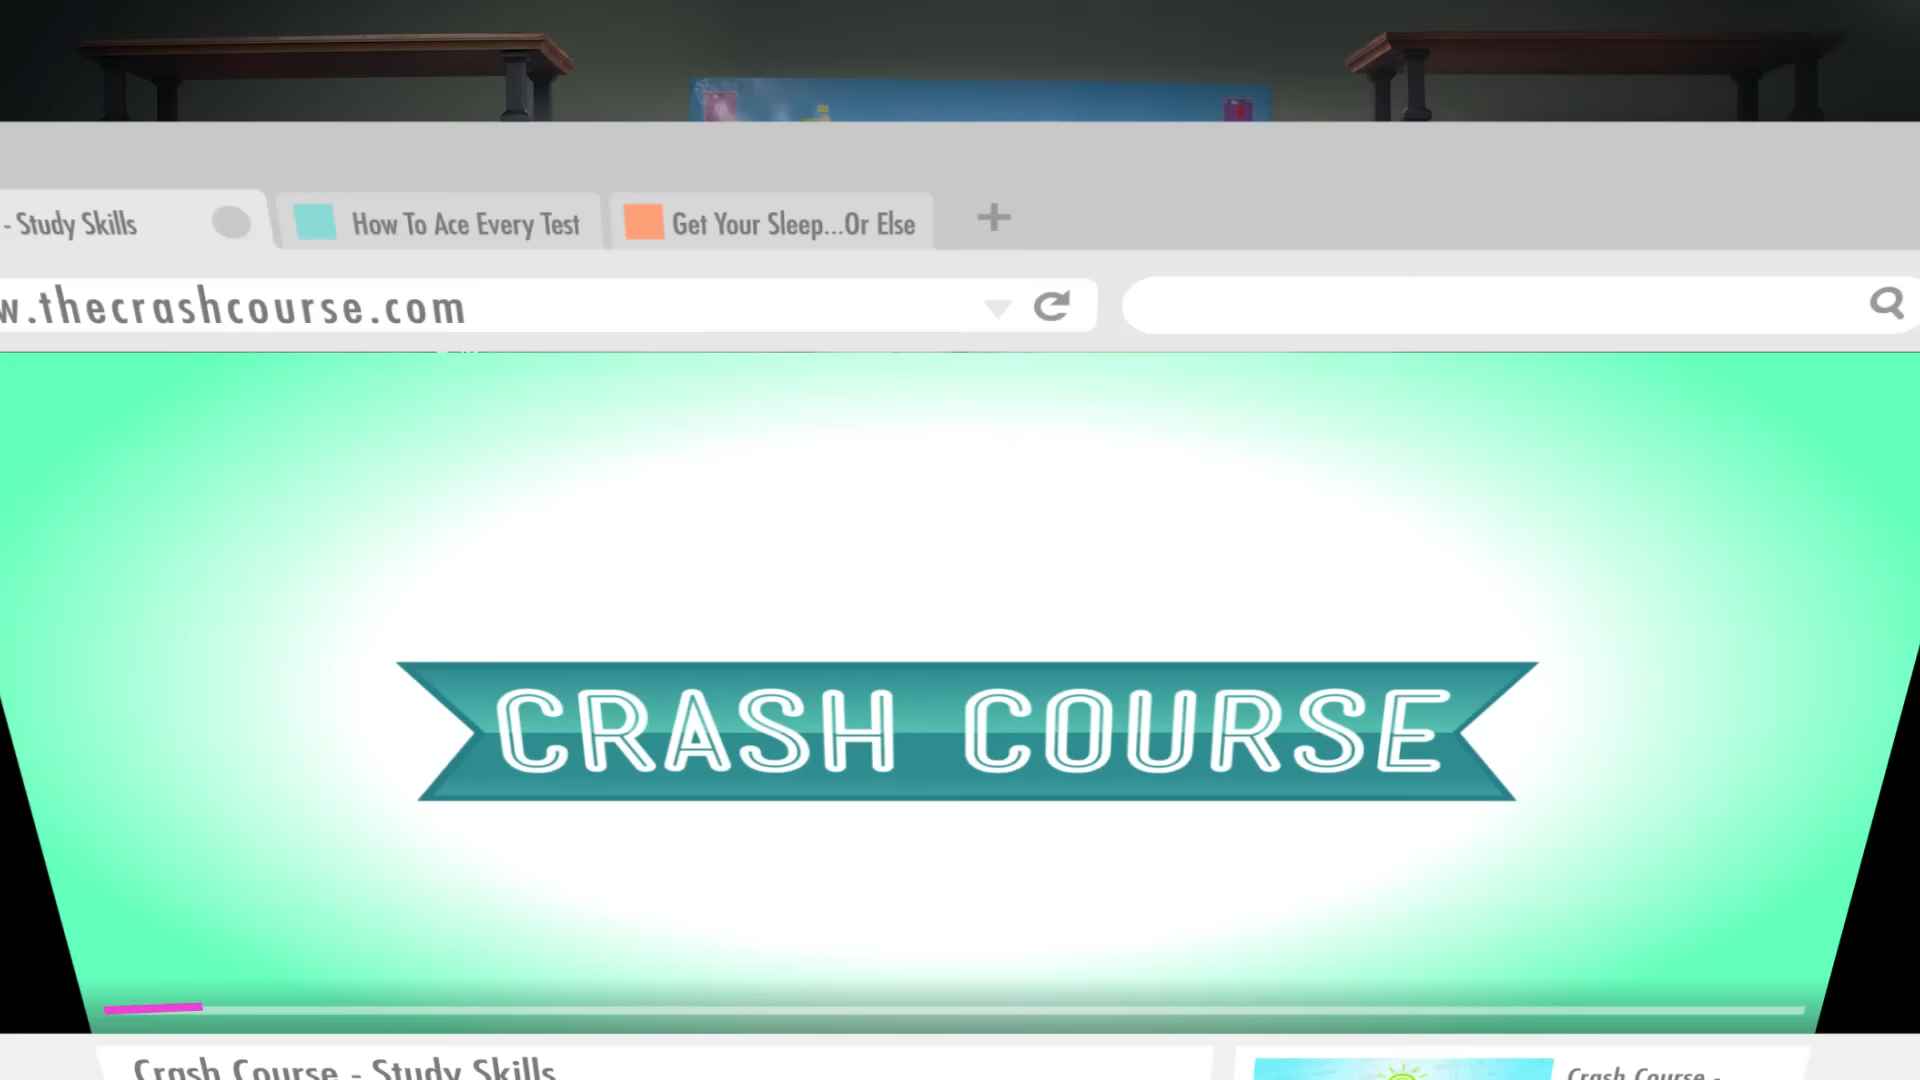 - Study Skills
How To Ace Every Test
Get Your Sleep...Or Else
w.thecrashcourse.com
CRASH COURSE
Crash Course - Study Skills
Crash Course -